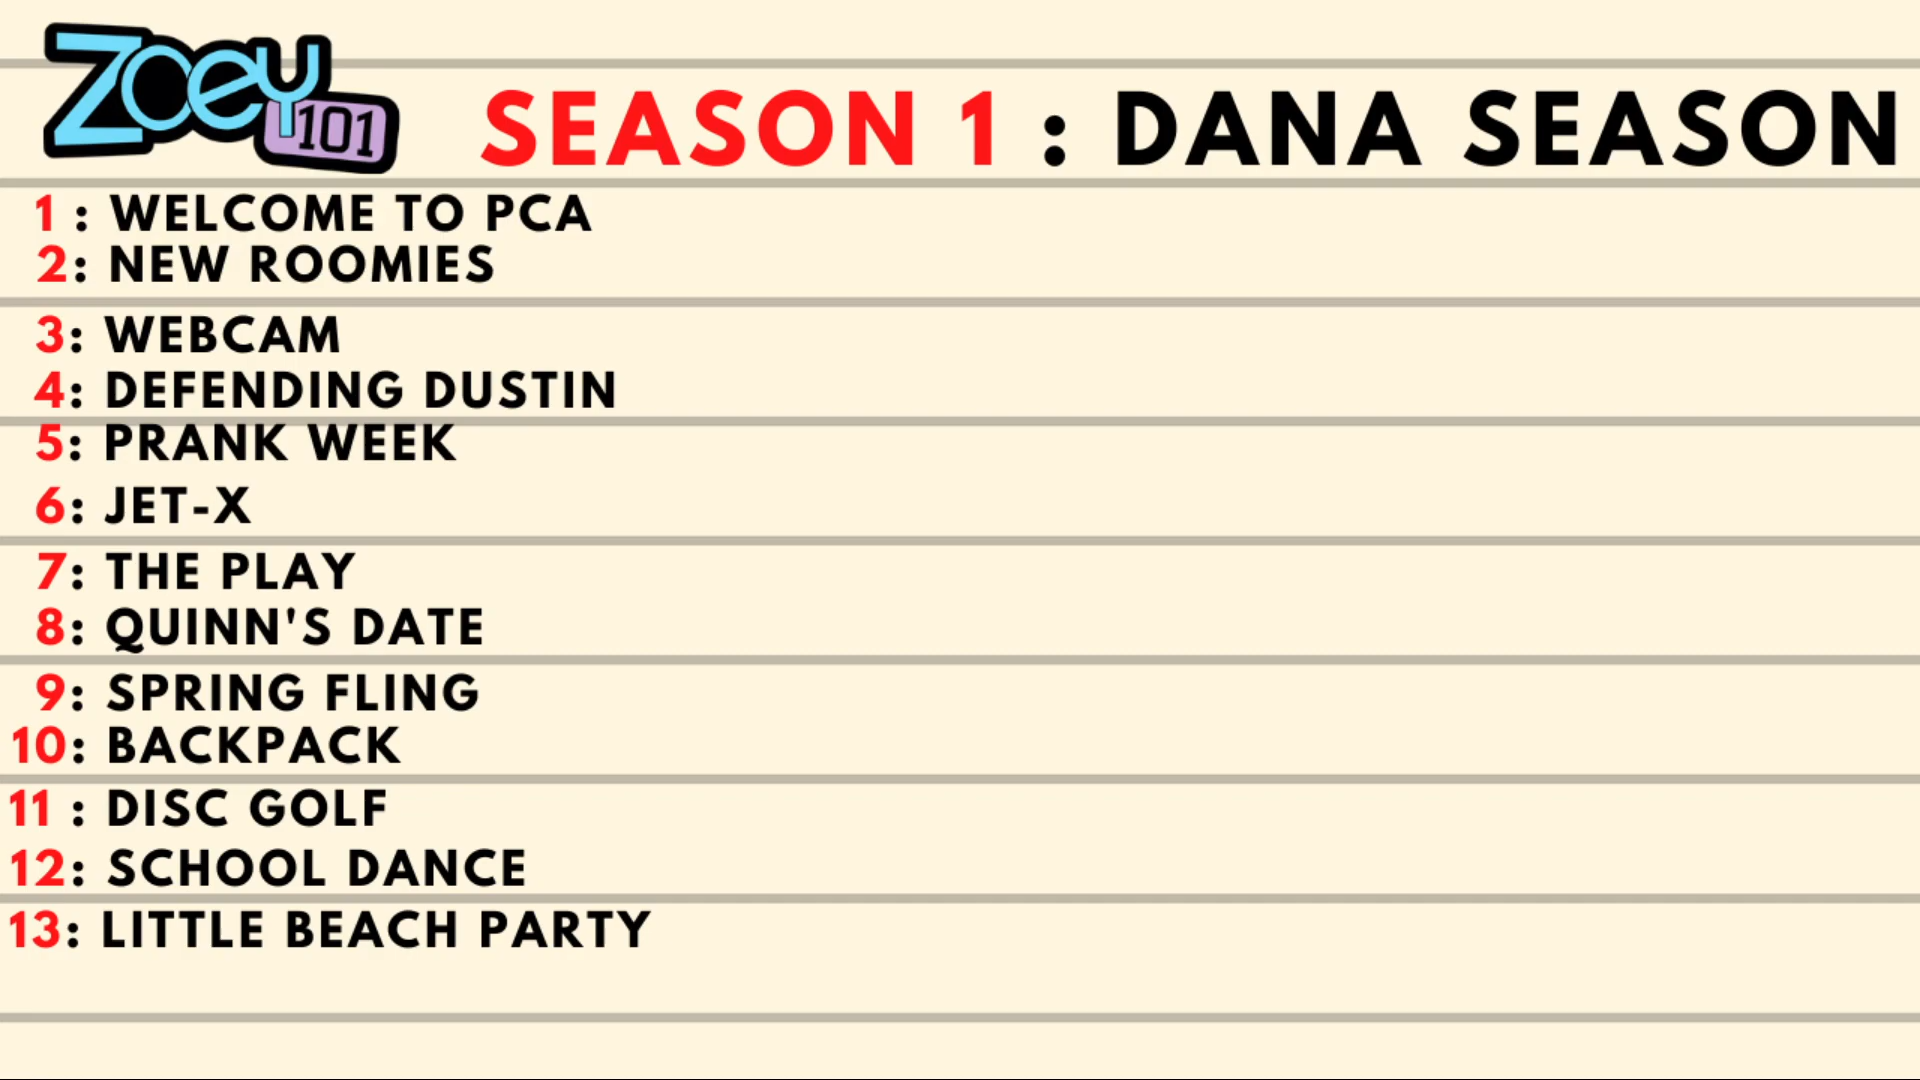 Zoey 101
SEASON 1 : DANA SEASON
1 : WELCOME TO PCA
2: NEW ROOMIES
3: WEBCAM
4: DEFENDING DUSTIN
5: PRANK WEEK
6: JET-X
7: THE PLAY
8: QUINN'S DATE
9: SPRING FLING
10: BACKPACK
11 : DISC GOLF
12: SCHOOL DANCE
13: LITTLE BEACH PARTY